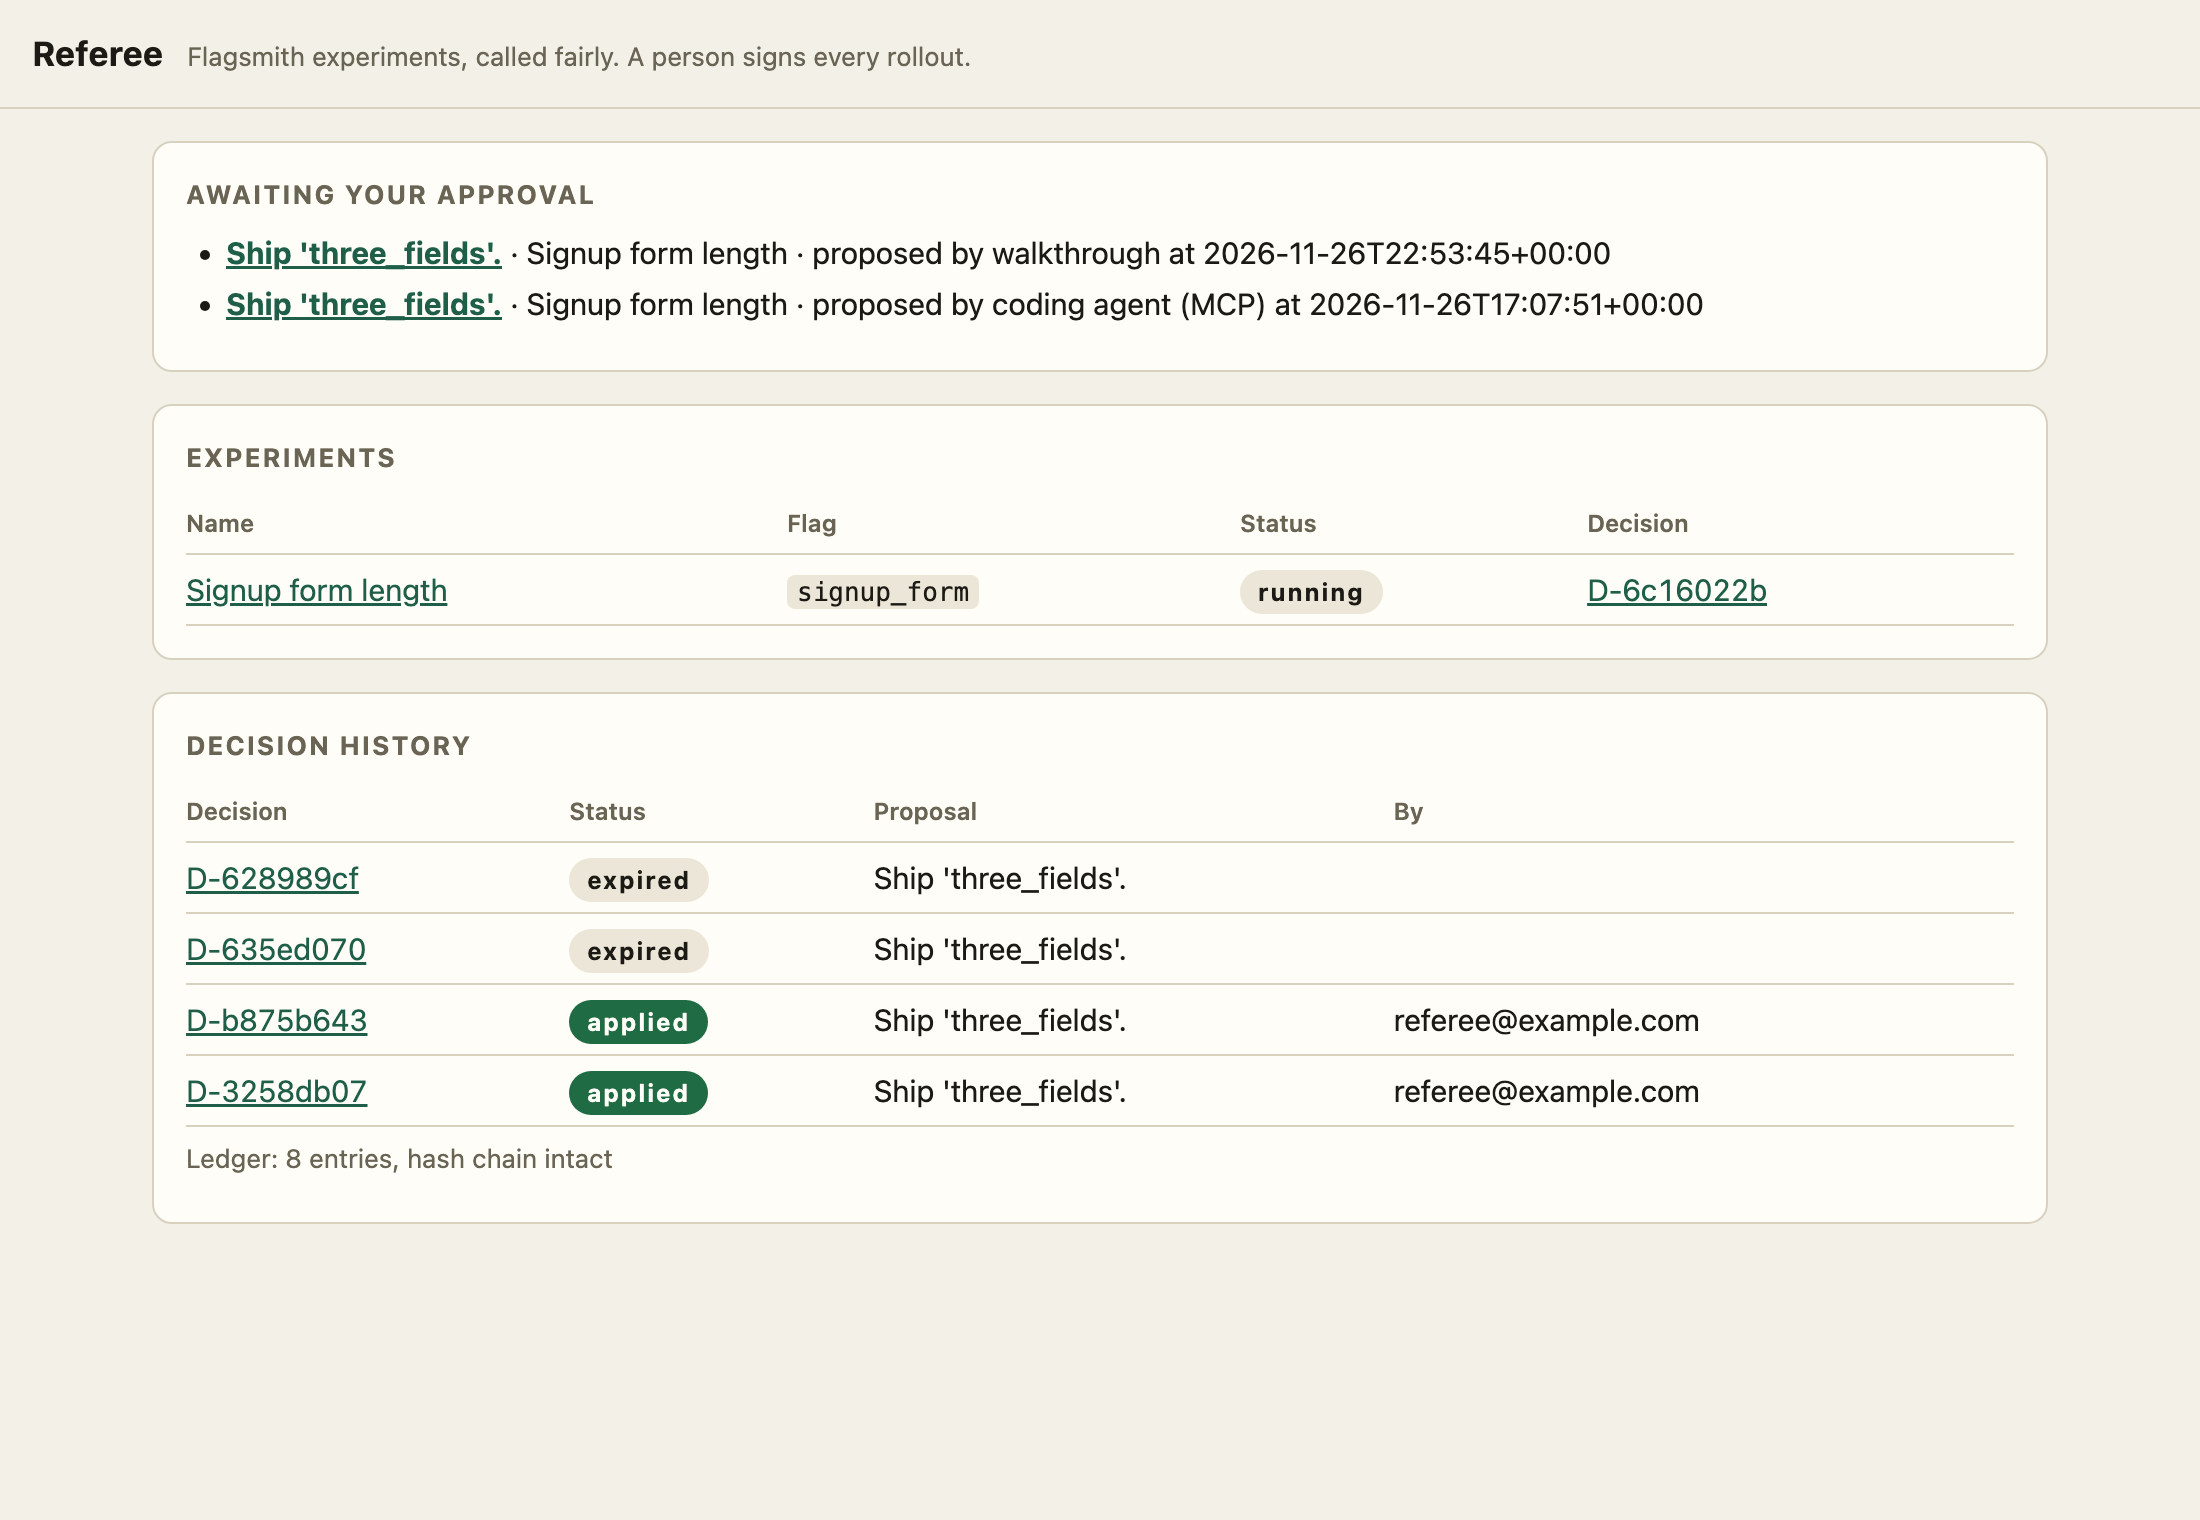 Referee Flagsmith experiments, called fairly. A person signs every rollout.
AWAITING YOUR APPROVAL
• Ship 'three_fields'. · Signup form length · proposed by walkthrough at 2026-11-26T22:53:45+00:00
• Ship 'three_fields'. · Signup form length · proposed by coding agent (MCP) at 2026-11-26T17:07:51+00:00
EXPERIMENTS
Name Flag Status Decision
Signup form length signup_form running D-6c16022b
DECISION HISTORY
Decision Status Proposal By
D-628989cf expired Ship 'three_fields'.
D-635ed070 expired Ship 'three_fields'.
D-b875b643 applied Ship 'three_fields'. referee@example.com
D-3258db07 applied Ship 'three_fields'. referee@example.com
Ledger: 8 entries, hash chain intact